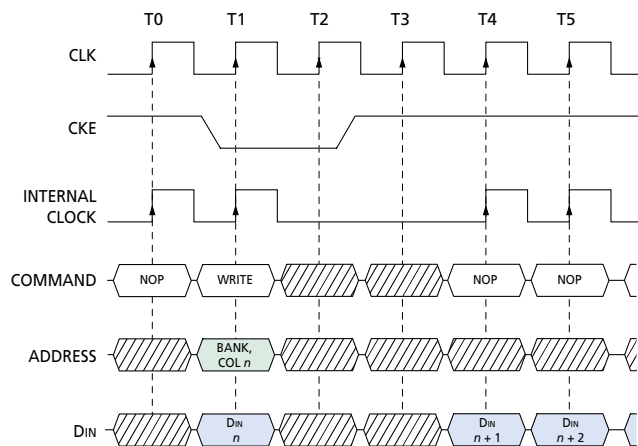 T0 T1 T2 T3 T4 T5
CLK
CKE
INTERNAL
CLOCK
COMMAND NOP WRITE NOP NOP
ADDRESS BANK,
COL n
DIN DIN
n DIN
n + 1 DIN
n + 2